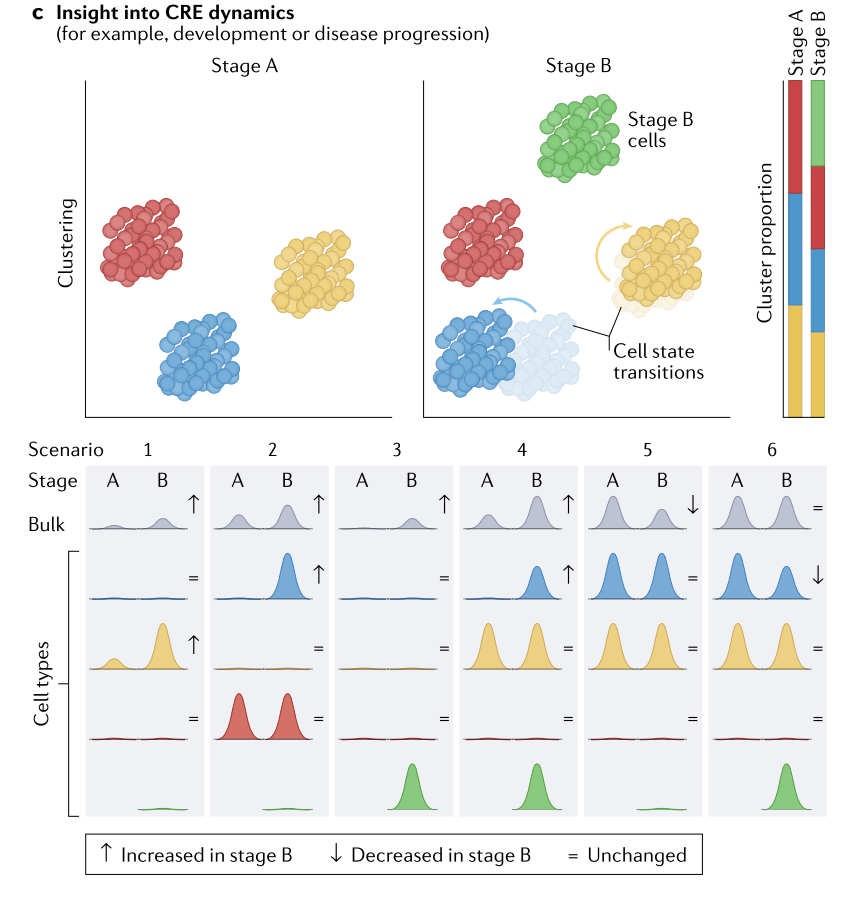 c Insight into CRE dynamics
(for example, development or disease progression)
Stage A
Stage B
Stage A
Stage B
Clustering
Stage B
cells
Cell state
transitions
Cluster proportion
Scenario 1 2 3 4 5 6
Stage A B A B A B A B A B A B
Bulk ↑ ↑ ↑ ↑ ↓ =
Cell types
= ↑ = ↑ = ↓
↑ = = = = =
= = = = = =
↑ Increased in stage B ↓ Decreased in stage B = Unchanged